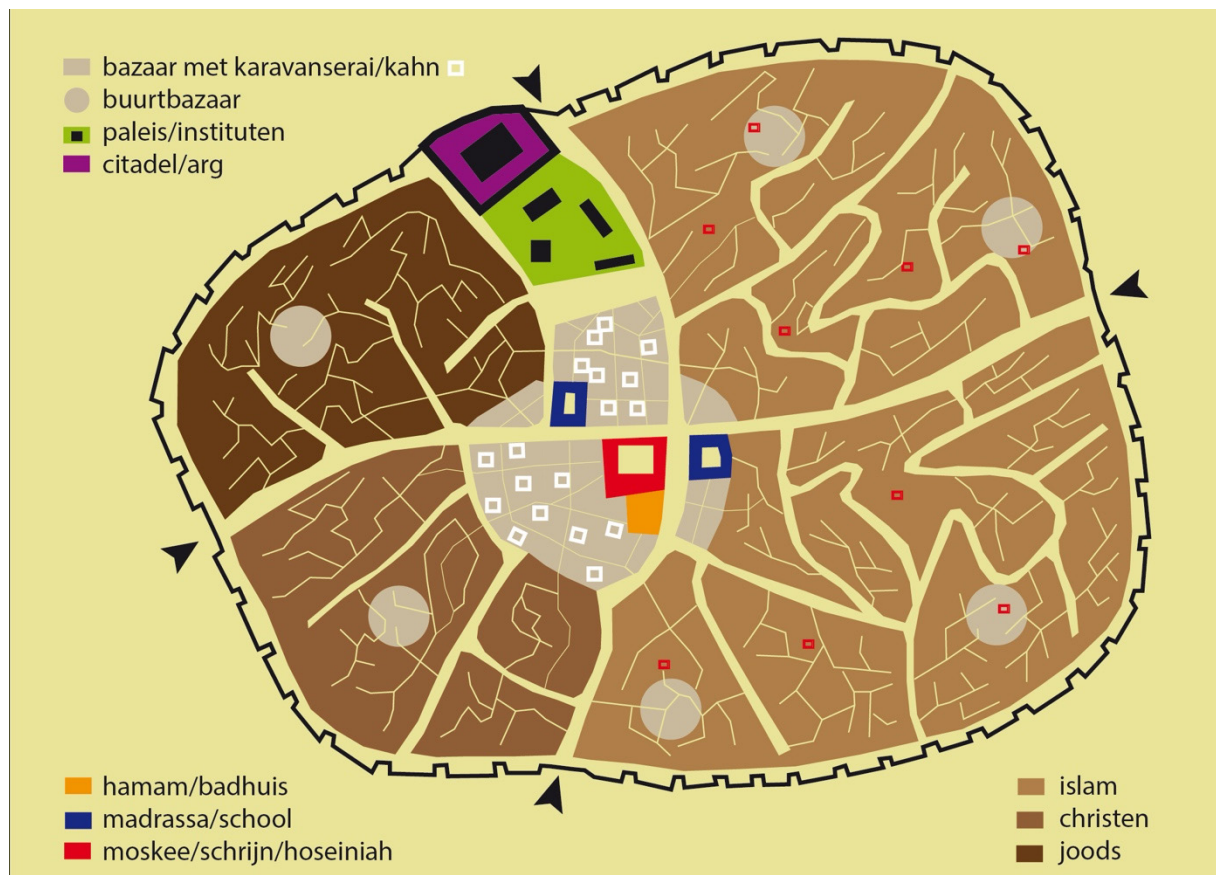 bazaar met karavanserai/kahn
buurtbazaar
paleis/instituten
citadel/arg
hamam/badhuis
madrassa/school
moskee/schrijn/hoseiniah
islam
christen
joods